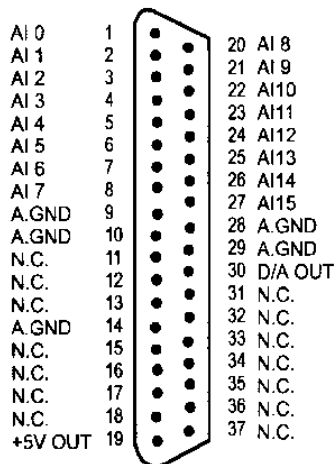 AI 0 1
AI 1 2
AI 2 3
AI 3 4
AI 4 5
AI 5 6
AI 6 7
AI 7 8
A.GND 9
A.GND 10
N.C. 11
N.C. 12
N.C. 13
A.GND 14
N.C. 15
N.C. 16
N.C. 17
N.C. 18
+5V OUT 19
20 AI 8
21 AI 9
22 AI10
23 AI11
24 AI12
25 AI13
26 AI14
27 AI15
28 A.GND
29 A.GND
30 D/A OUT
31 N.C.
32 N.C.
33 N.C.
34 N.C.
35 N.C.
36 N.C.
37 N.C.